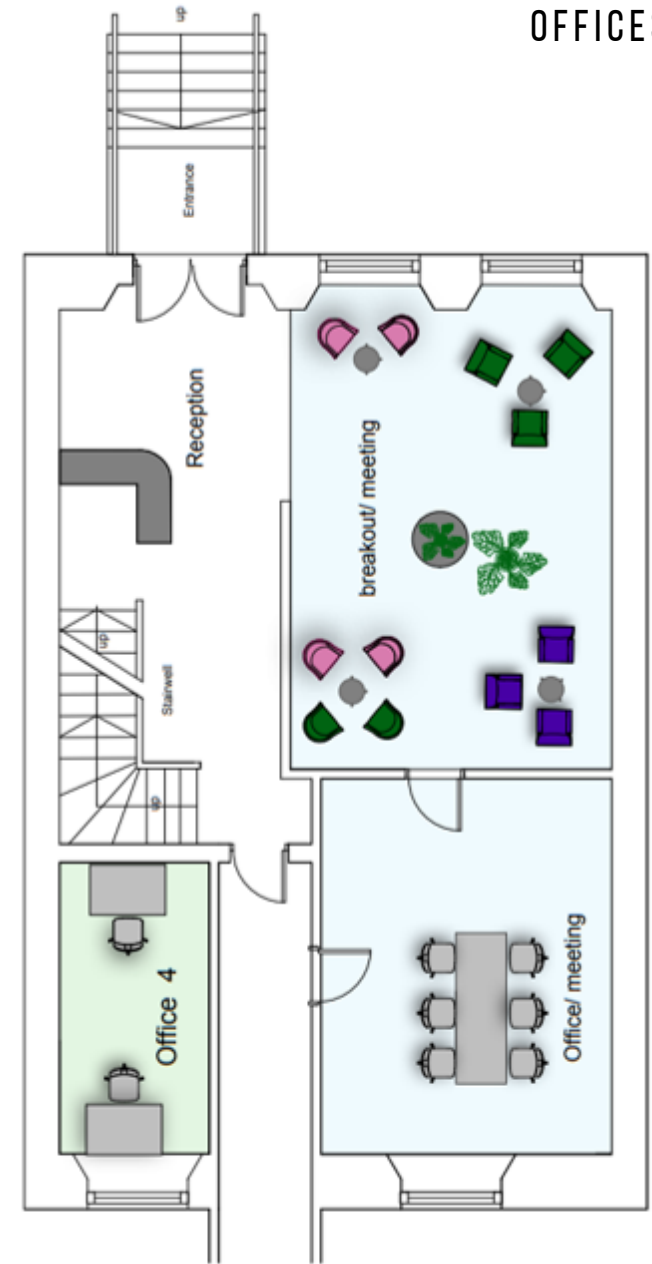 OFFICE
up
Entrance
Reception
breakout/ meeting
up
Stairwell
up
Office 4
Office/ meeting